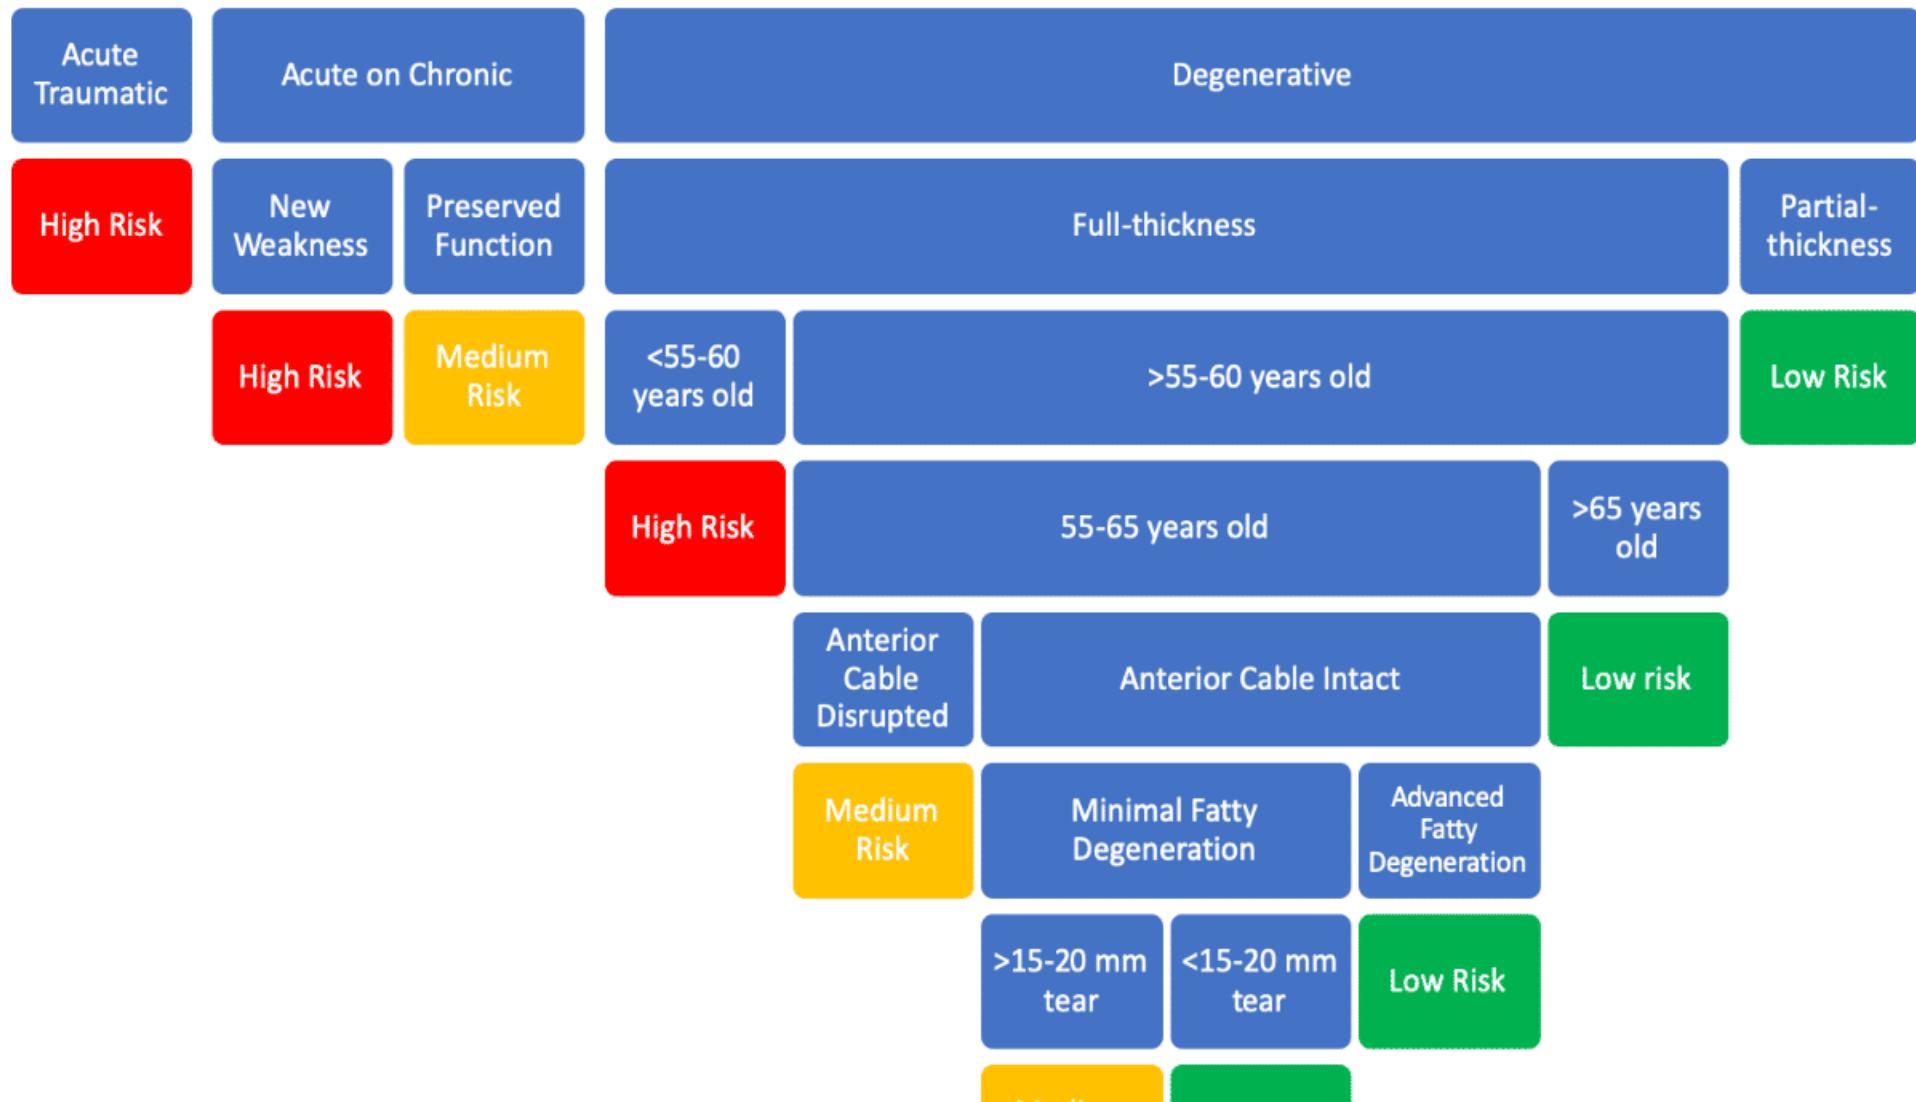 Acute
Traumatic
Acute on Chronic
Degenerative
High Risk
New
Weakness
Preserved
Function
Full-thickness
Partial-
thickness
High Risk
Medium
Risk
<55-60
years old
>55-60 years old
Low Risk
High Risk
55-65 years old
>65 years
old
Anterior
Cable
Disrupted
Anterior Cable Intact
Low risk
Medium
Risk
Minimal Fatty
Degeneration
Advanced
Fatty
Degeneration
>15-20 mm
tear
<15-20 mm
tear
Low Risk